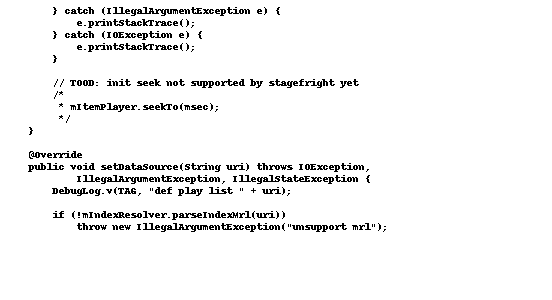 } catch (IllegalArgumentException e) {
e.printStackTrace();
} catch (IOException e) {
e.printStackTrace();
}
// TOOD: init seek not supported by stagefright yet
/*
* mItemPlayer.seekTo(msec);
*/
}
@Override
public void setDataSource(String uri) throws IOException,
IllegalArgumentException, IllegalStateException {
DebugLog.v(TAG, "def play list " + uri);
if (!mIndexResolver.parseIndexMrl(uri))
throw new IllegalArgumentException("unsupport mrl");